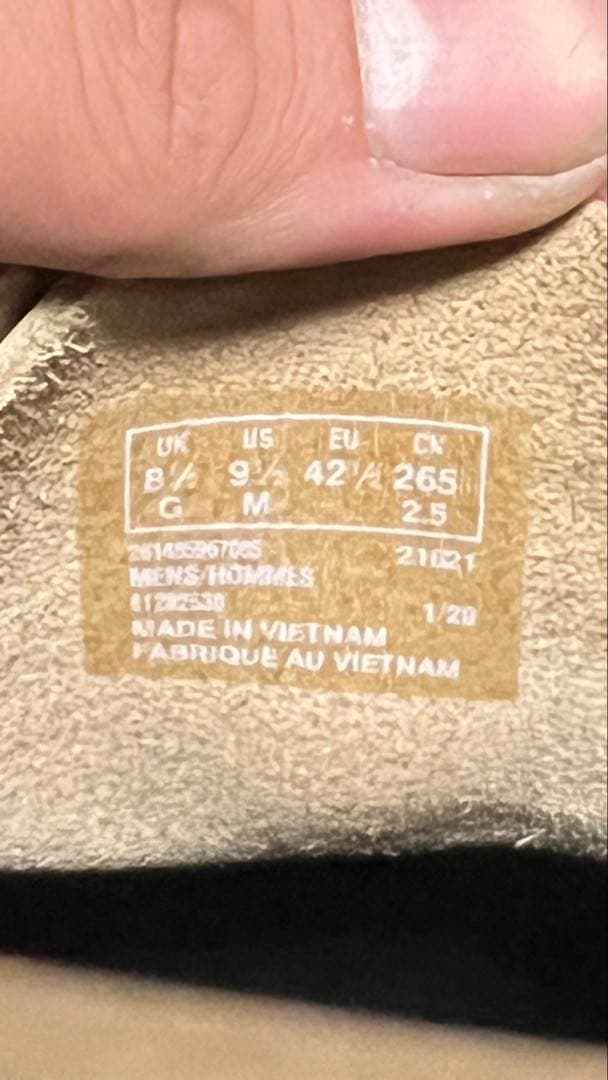 UK US EU CN
8½ 9½ 42½ 265
G M 2.5
21021
MENS/HOMMES
1/20
MADE IN VIETNAM
FABRIQUE AU VIETNAM